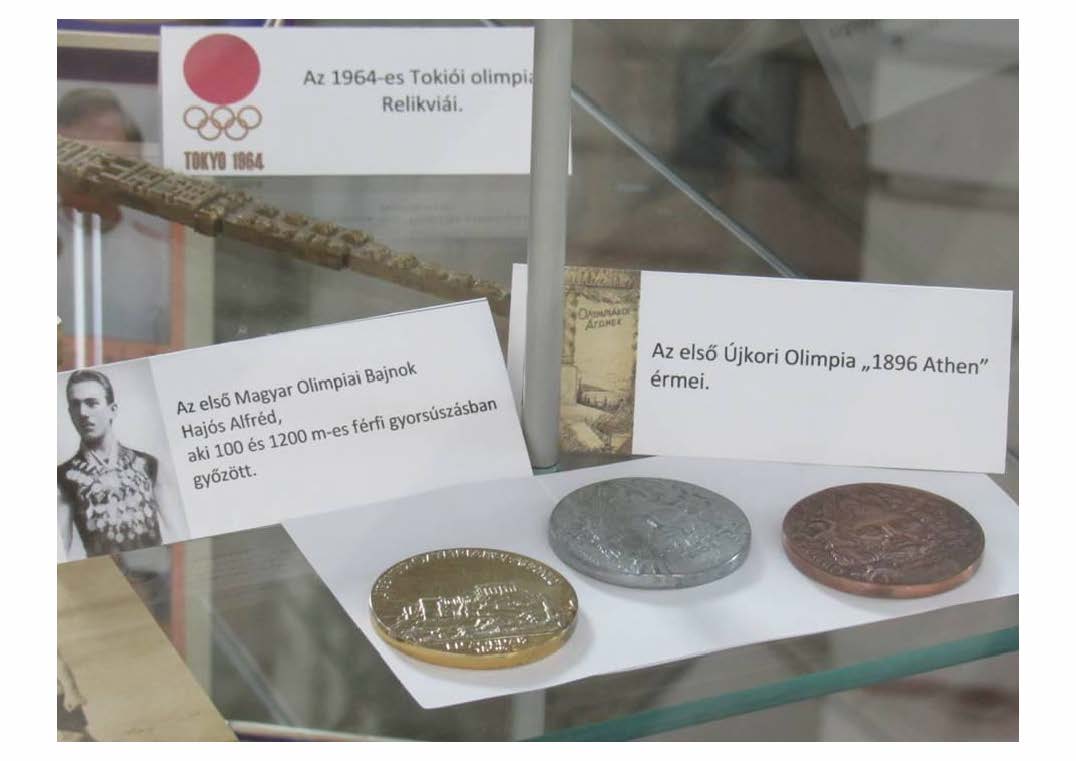 Az 1964-es Tokiói olimpia
Relikviái.
TOKYO 1964
Az első Magyar Olimpiai Bajnok
Hajós Alfréd,
aki 100 és 1200 m-es férfi gyorsúszásban
győzött.
Az első Újkori Olimpia „1896 Athen”
érmei.